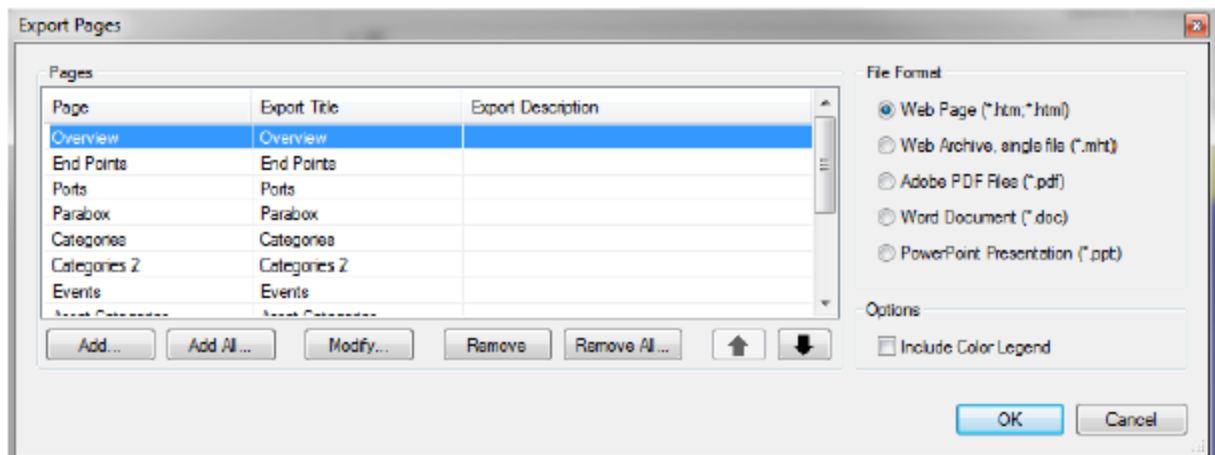 Export Pages
Pages
Page Export Title Export Description
Overview Overview
End Points End Points
Ports Ports
Parabox Parabox
Categories Categories
Categories 2 Categories 2
Events Events
Add... Add All... Modify... Remove Remove All...
File Format
Web Page (*.htm;*.html)
Web Archive, single file (*.mht)
Adobe PDF Files (*.pdf)
Word Document (*.doc)
PowerPoint Presentation (*.ppt)
Options
Include Color Legend
OK Cancel